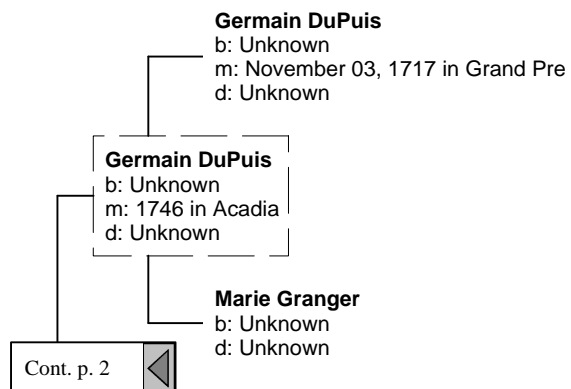 Germain DuPuis
b: Unknown
m: November 03, 1717 in Grand Pre
d: Unknown
Germain DuPuis
b: Unknown
m: 1746 in Acadia
d: Unknown
Marie Granger
b: Unknown
d: Unknown
Cont. p. 2